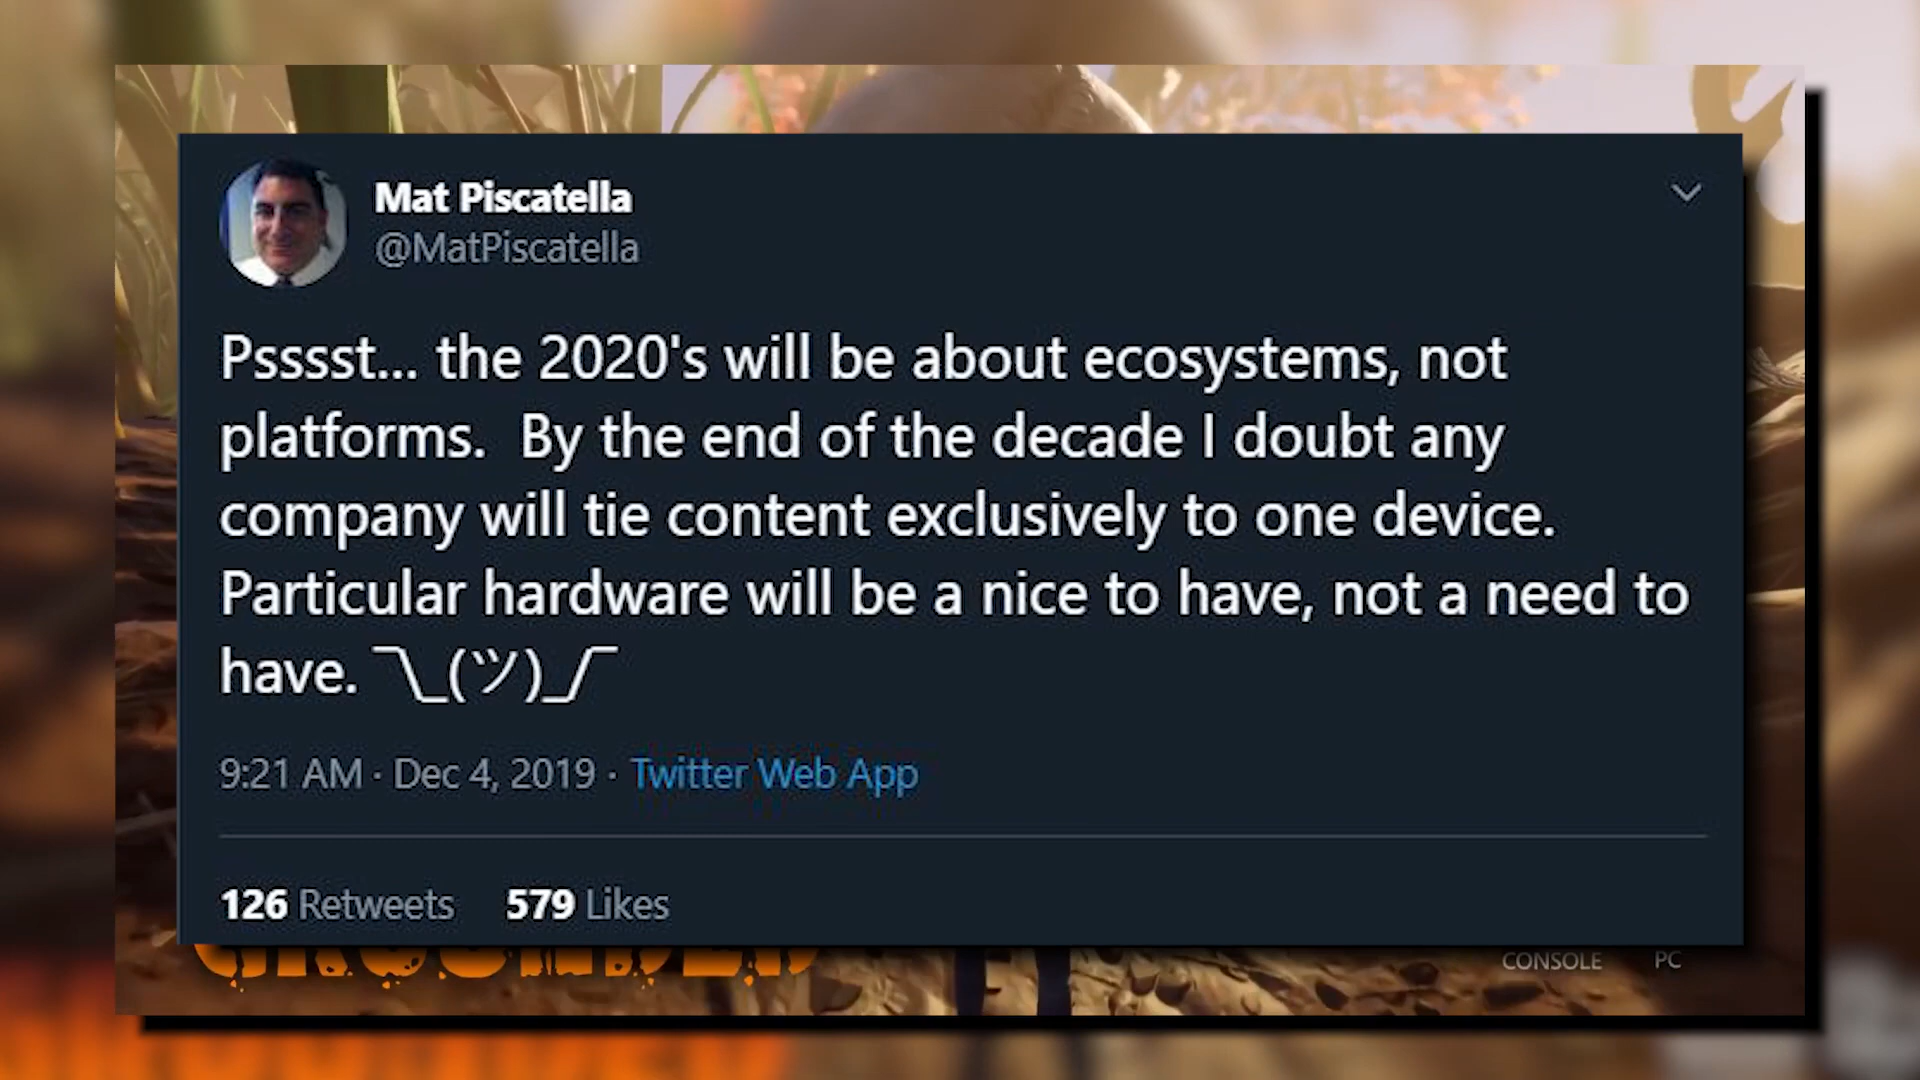 Mat Piscatella
@MatPiscatella
Psssst... the 2020's will be about ecosystems, not
platforms.  By the end of the decade I doubt any
company will tie content exclusively to one device.
Particular hardware will be a nice to have, not a need to
have. ¯\_(ツ)_/¯
9:21 AM · Dec 4, 2019 · Twitter Web App
126 Retweets 579 Likes
CONSOLE PC